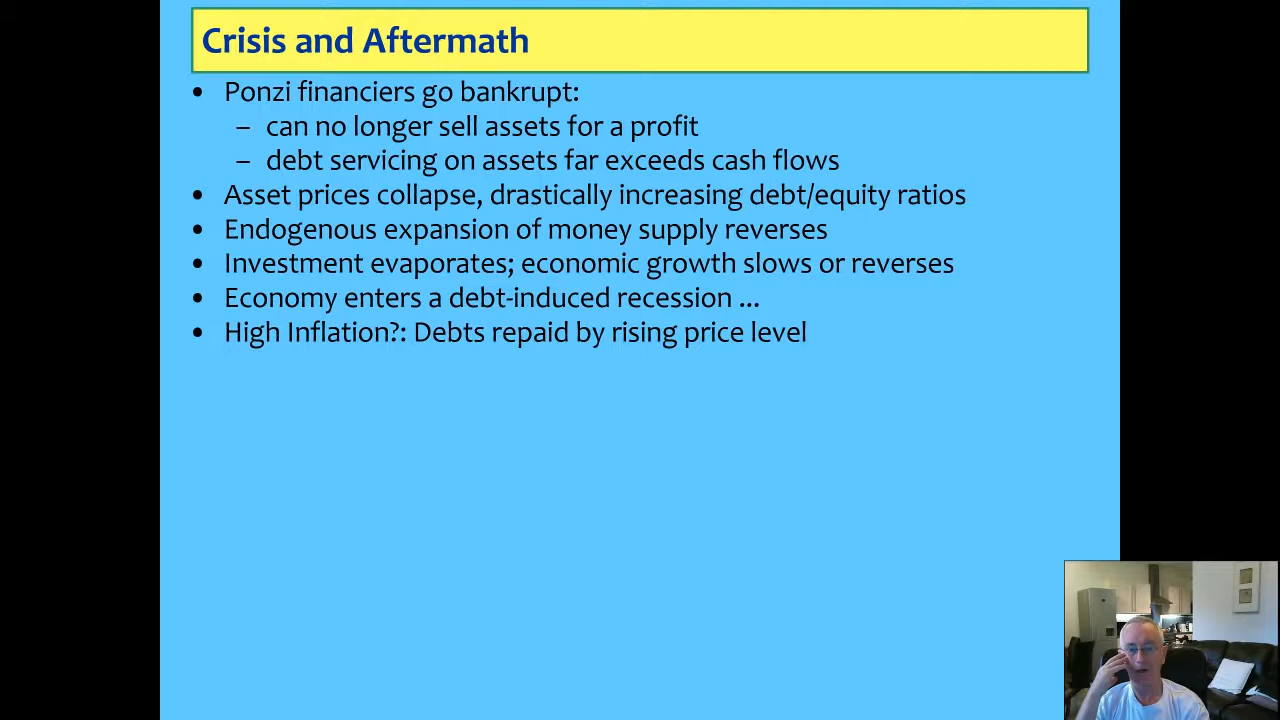 Crisis and Aftermath
• Ponzi financiers go bankrupt:
– can no longer sell assets for a profit
– debt servicing on assets far exceeds cash flows
• Asset prices collapse, drastically increasing debt/equity ratios
• Endogenous expansion of money supply reverses
• Investment evaporates; economic growth slows or reverses
• Economy enters a debt-induced recession ...
• High Inflation?: Debts repaid by rising price level